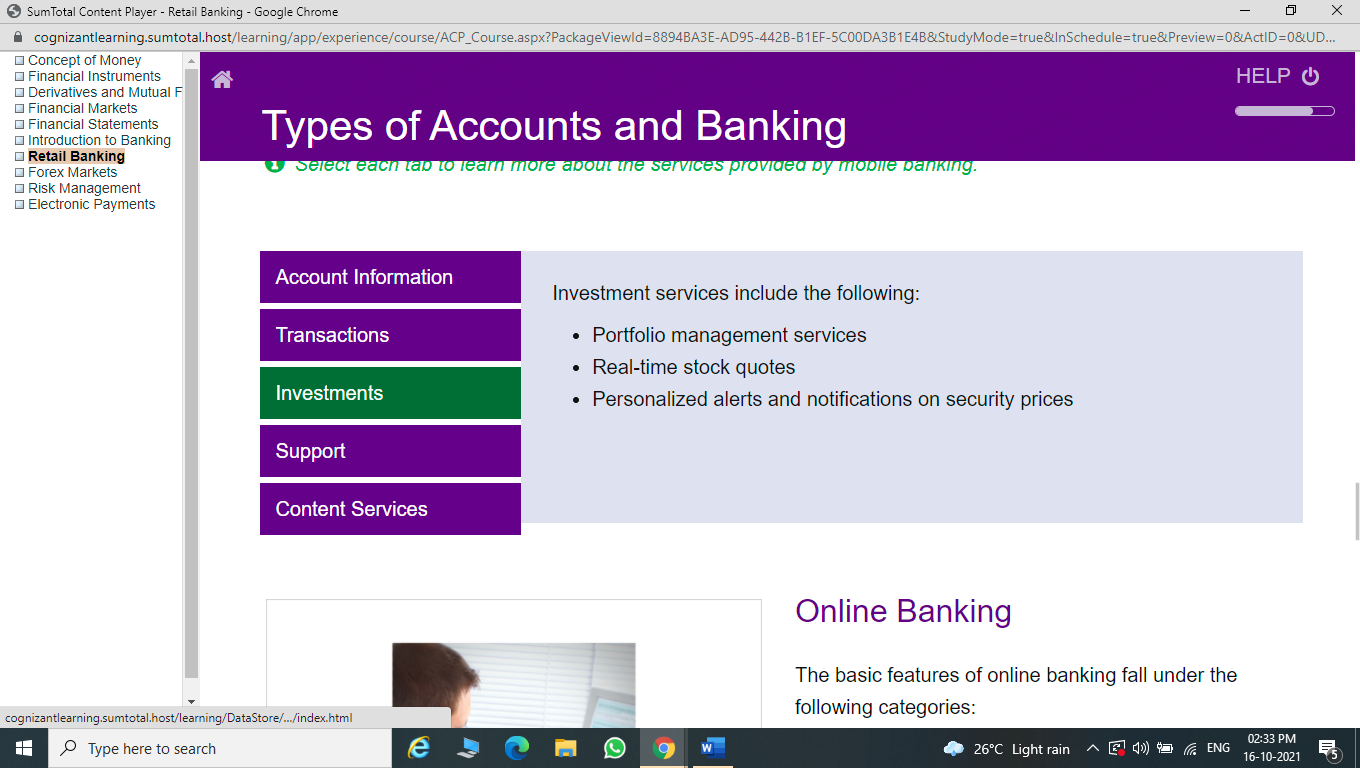 SumTotal Content Player - Retail Banking - Google Chrome
cognizantlearning.sumtotal.host/learning/app/experience/course/ACP_Course.aspx?PackageViewId=8894BA3E-AD95-442B-B1EF-5C00DA3B1E4B&StudyMode=true&InSchedule=true&Preview=0&ActID=0&UD...
Concept of Money
Financial Instruments
Derivatives and Mutual F
Financial Markets
Financial Statements
Introduction to Banking
Retail Banking
Forex Markets
Risk Management
Electronic Payments
HELP
Types of Accounts and Banking
Select each tab to learn more about the services provided by mobile banking.
Account Information
Transactions
Investments
Support
Content Services
Investment services include the following:
• Portfolio management services
• Real-time stock quotes
• Personalized alerts and notifications on security prices
Online Banking
The basic features of online banking fall under the
following categories:
cognizantlearning.sumtotal.host/learning/DataStore/.../index.html
Type here to search
26°C Light rain
ENG
02:33 PM
16-10-2021
5